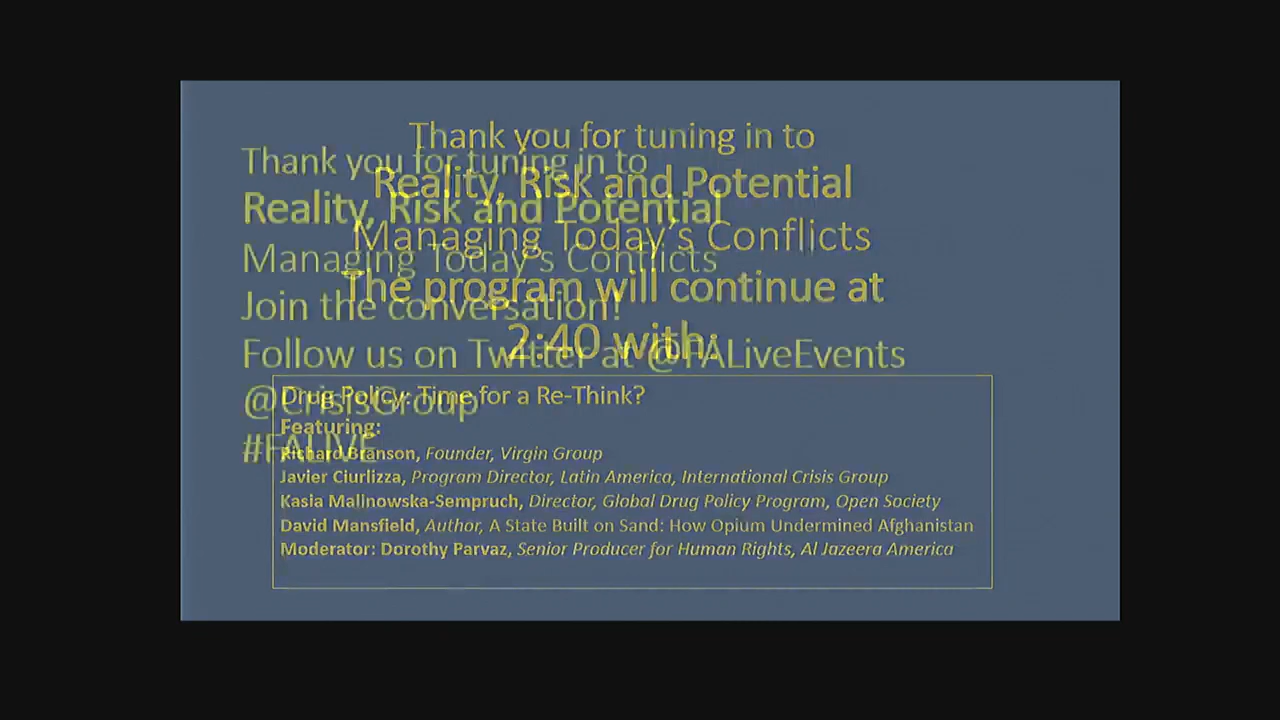 Thank you for tuning in to
Reality, Risk and Potential
Managing Today's Conflicts
The program will continue at
2:40 with:
Drug Policy: Time for a Re-Think?
Featuring:
Richard Branson, Founder, Virgin Group
Javier Ciurlizza, Program Director, Latin America, International Crisis Group
Kasia Malinowska-Sempruch, Director, Global Drug Policy Program, Open Society
David Mansfield, Author, A State Built on Sand: How Opium Undermined Afghanistan
Moderator: Dorothy Parvaz, Senior Producer for Human Rights, Al Jazeera America
Thank you for tuning in to
Reality, Risk and Potential
Managing Today's Conflicts
Join the conversation!
Follow us on Twitter at @FALiveEvents
@CrisisGroup
#FALIVE